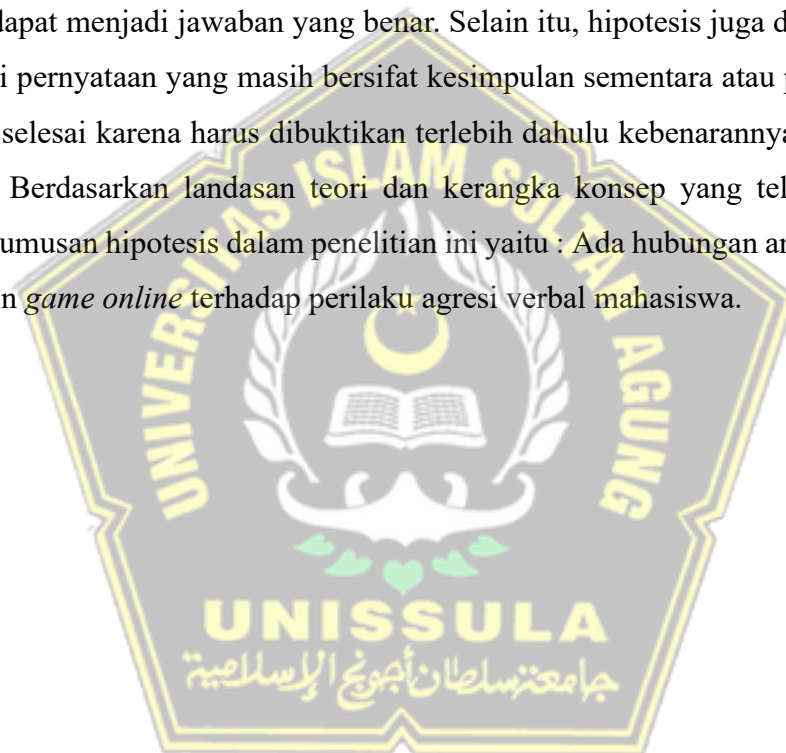 dapat menjadi jawaban yang benar. Selain itu, hipotesis juga d
i pernyataan yang masih bersifat kesimpulan sementara atau p
selesai karena harus dibuktikan terlebih dahulu kebenarannya
Berdasarkan landasan teori dan kerangka konsep yang tel
umusan hipotesis dalam penelitian ini yaitu : Ada hubungan an
n game online terhadap perilaku agresi verbal mahasiswa.
UNIVERSITAS ISLAM SULTAN AGUNG
UNISSULA
جامعتنسلطان أجونج الإسلامية